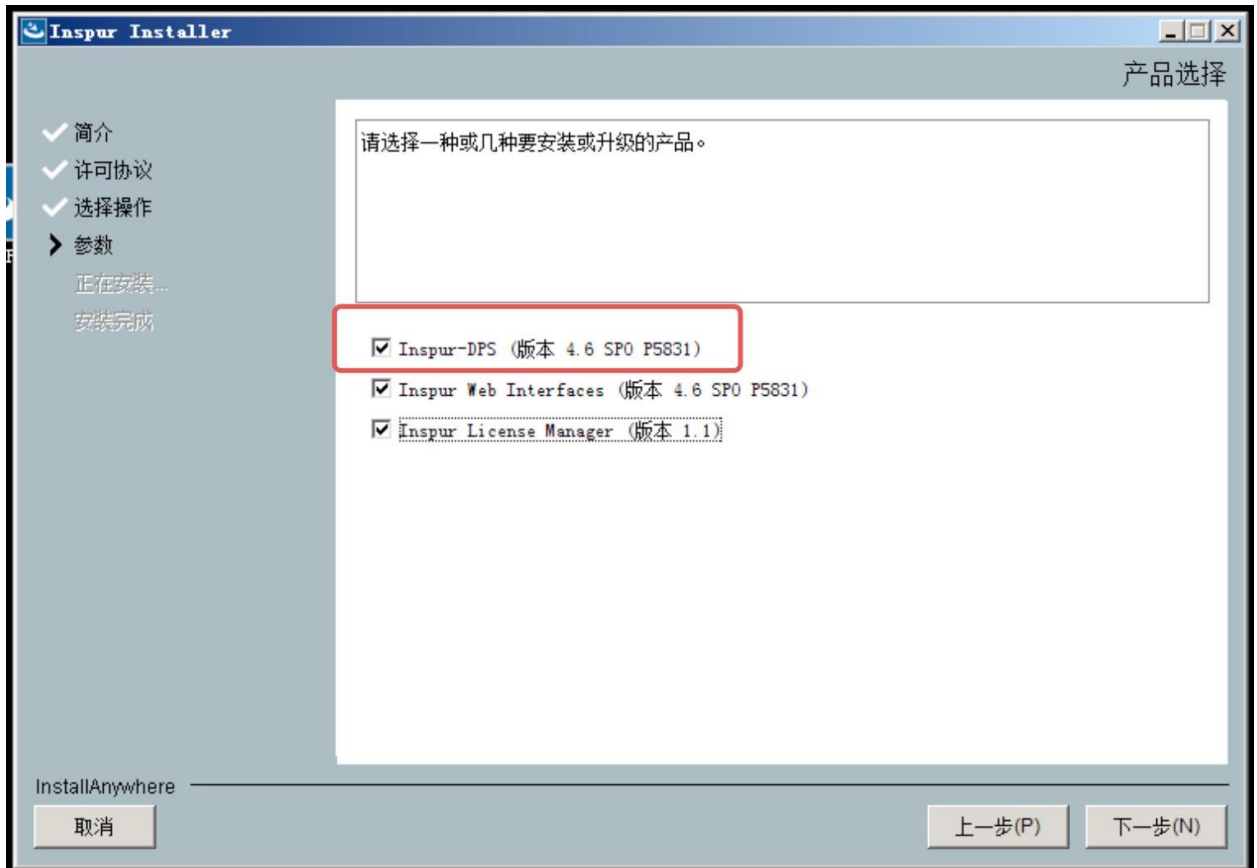 Inspur Installer
产品选择
简介
许可协议
选择操作
参数
正在安装...
安装完成
请选择一种或几种要安装或升级的产品。
Inspur-DPS (版本 4.6 SP0 P5831)
Inspur Web Interfaces (版本 4.6 SP0 P5831)
Inspur License Manager (版本 1.1)
InstallAnywhere
取消
上一步(P)
下一步(N)